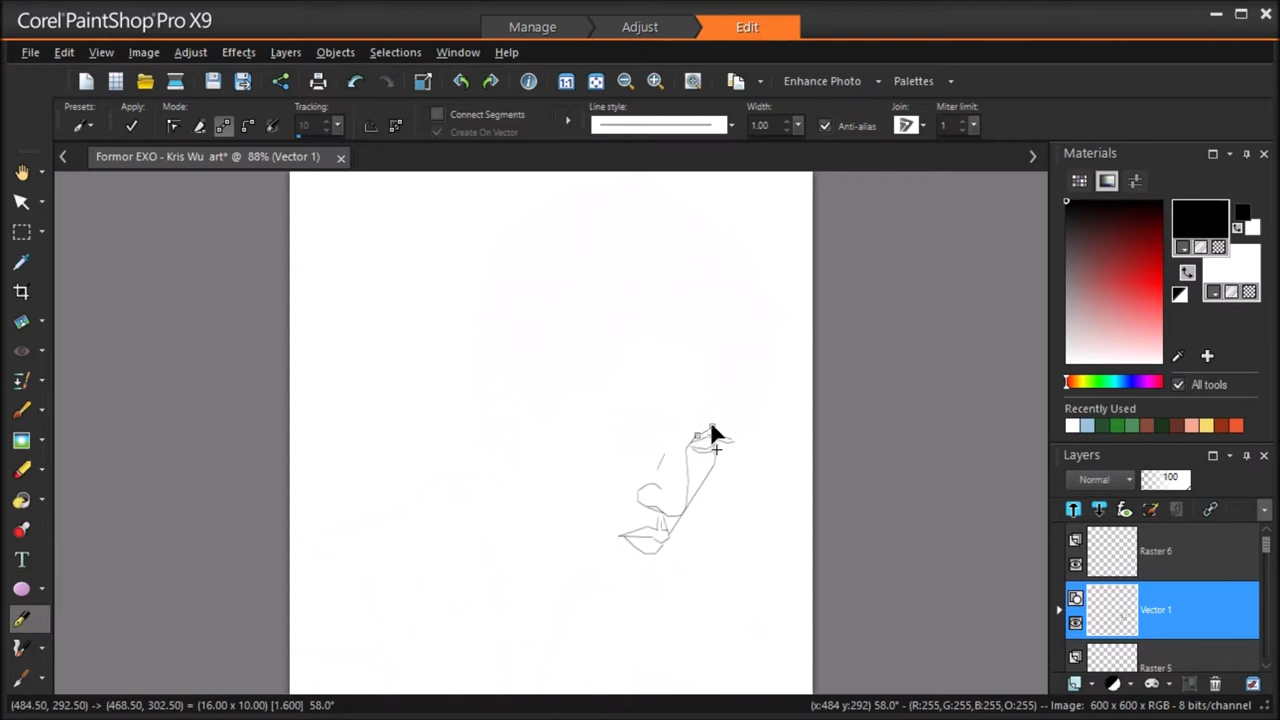 Corel PaintShop Pro X9
Manage
Adjust
Edit
File Edit View Image Adjust Effects Layers Objects Selections Window Help
Enhance Photo
Palettes
Presets: Apply: Mode: Tracking: Line style: Width: Join: Miter limit:
10
Connect Segments
Create On Vector
1.00
Anti-alias
1
Formor EXO - Kris Wu art* @ 88% (Vector 1)
Materials
All tools
Recently Used
Layers
Normal
100
Raster 6
Vector 1
Raster 5
(484.50, 292.50) -> (468.50, 302.50) = (16.00 x 10.00) [1.600] 58.0°
(x:484 y:292) 58.0° - (R:255,G:255,B:255,O:255) -- Image: 600 x 600 x RGB - 8 bits/channel